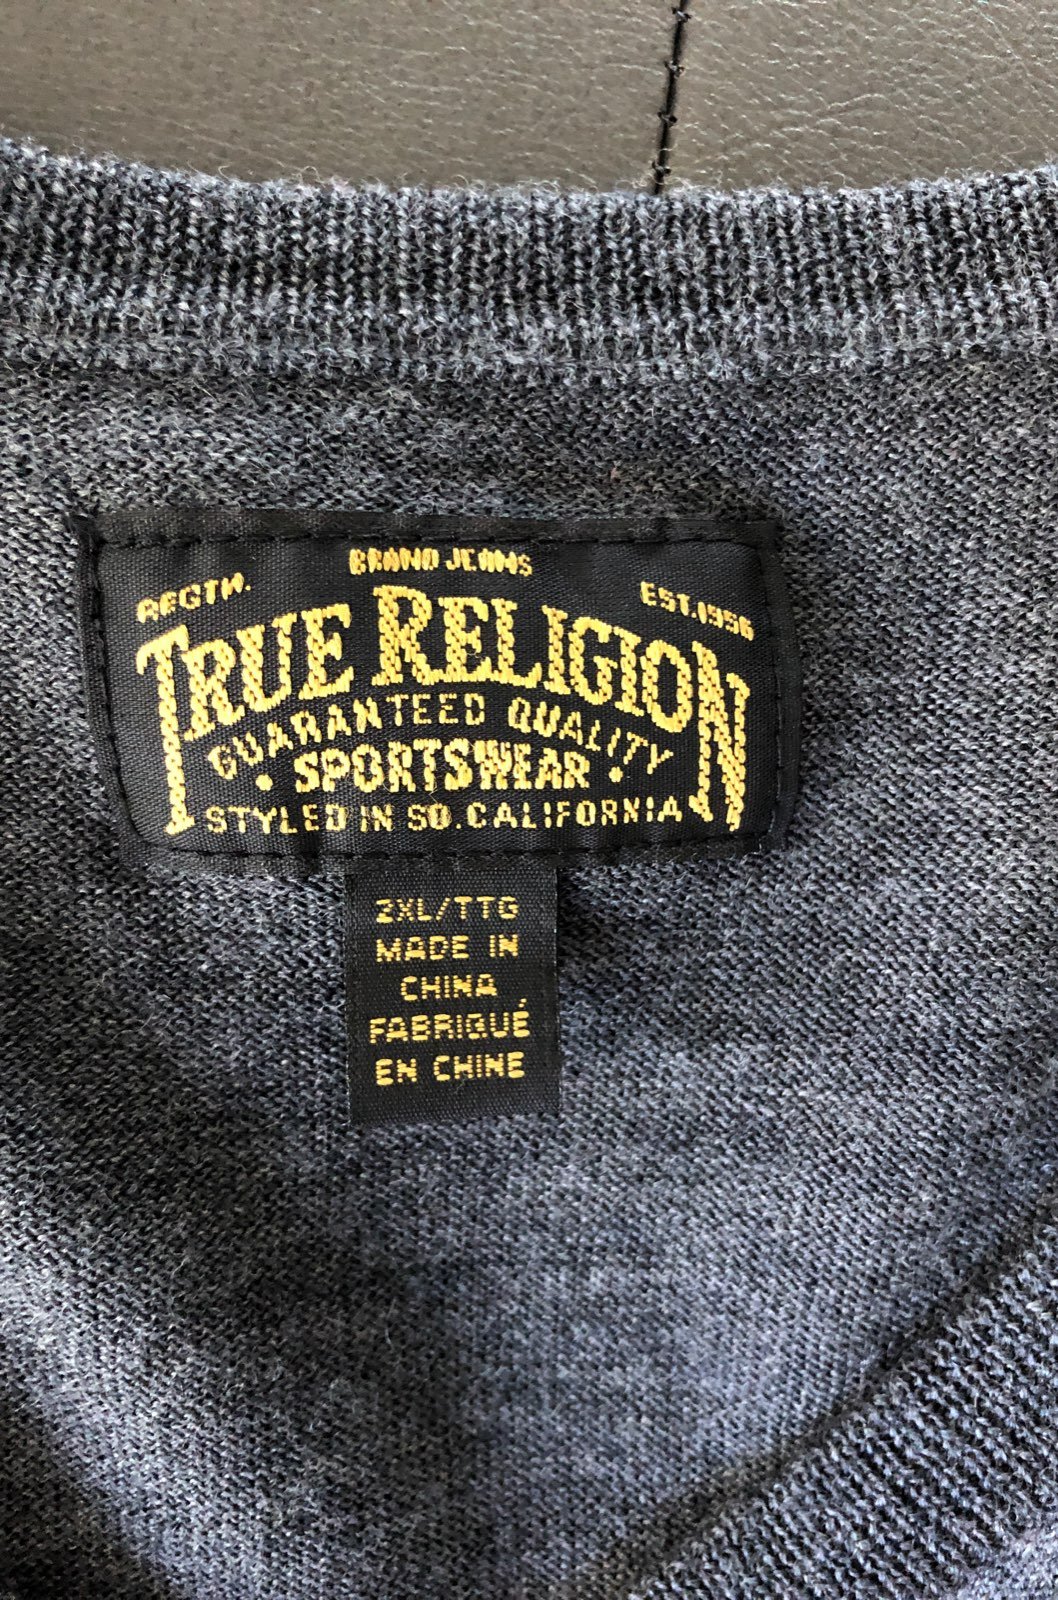 BRAND JEANS
REGTM. EST.1956
TRUE RELIGION
GUARANTEED QUALITY
• SPORTSWEAR •
STYLED IN SO. CALIFORNIA
2XL/TTG
MADE IN
CHINA
FABRIQUÉ
EN CHINE